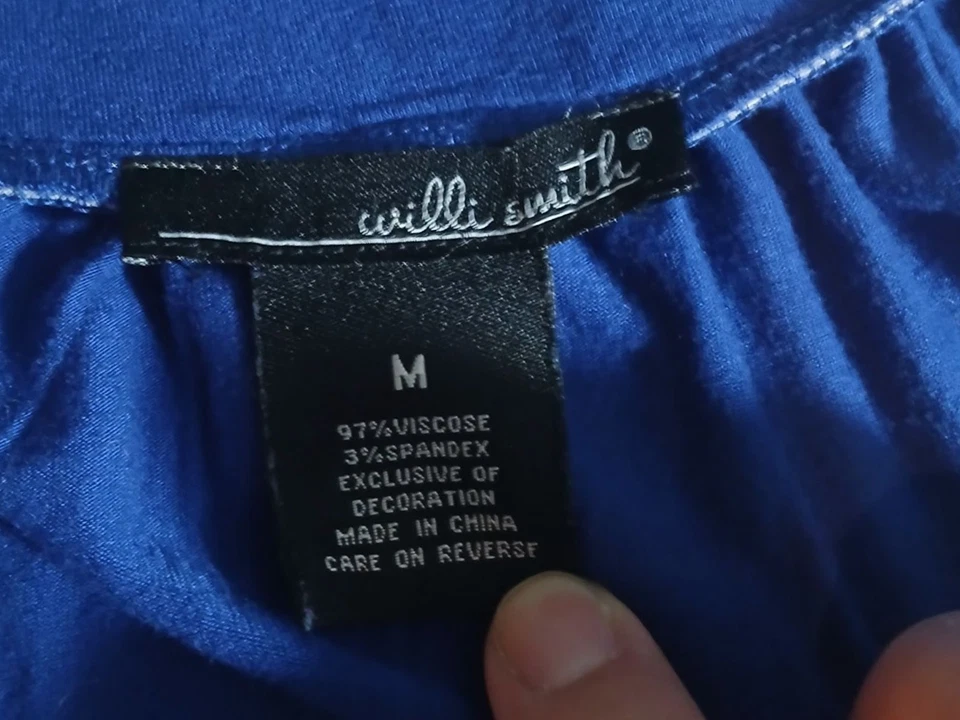 willi smith®
M
97%VISCOSE
3%SPANDEX
EXCLUSIVE OF
DECORATION
MADE IN CHINA
CARE ON REVERSE